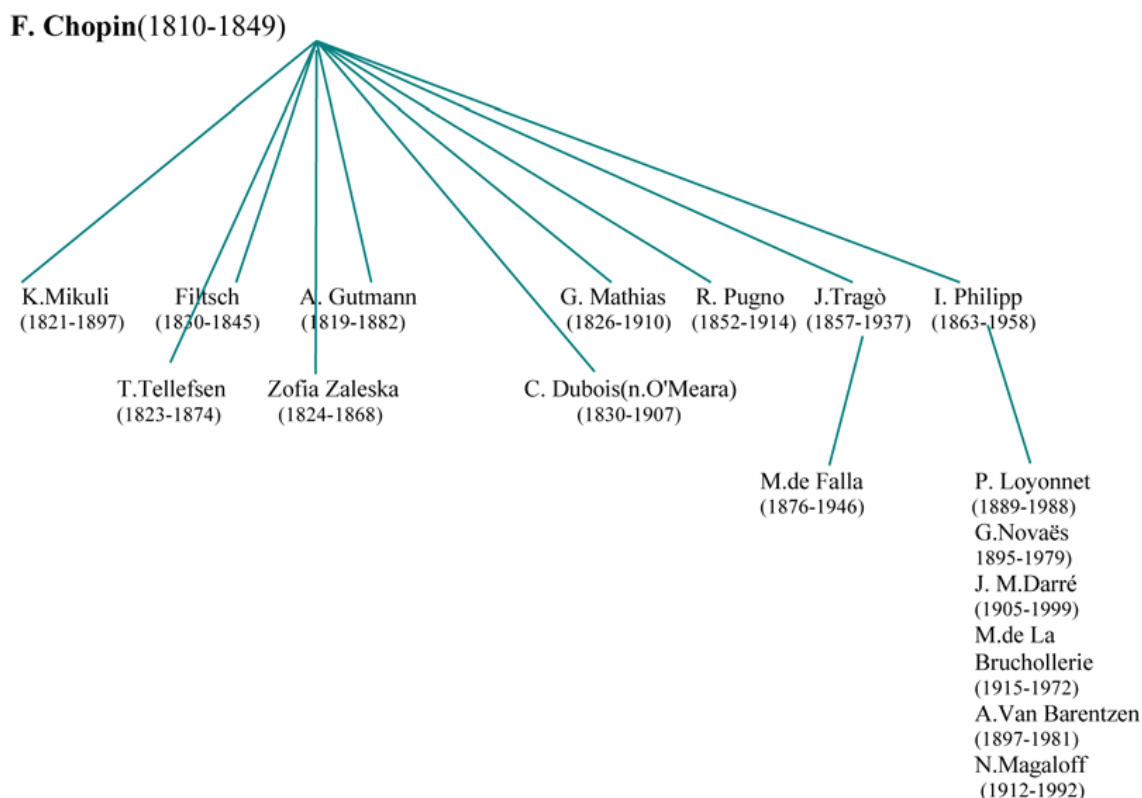 F. Chopin(1810-1849)
K.Mikuli
(1821-1897)
Filtsch
(1830-1845)
A. Gutmann
(1819-1882)
G. Mathias
(1826-1910)
R. Pugno
(1852-1914)
J.Tragò
(1857-1937)
I. Philipp
(1863-1958)
T.Tellefsen
(1823-1874)
Zofia Zaleska
(1824-1868)
C. Dubois(n.O'Meara)
(1830-1907)
M.de Falla
(1876-1946)
P. Loyonnet
(1889-1988)
G.Novaës
1895-1979)
J. M.Darré
(1905-1999)
M.de La
Bruchollerie
(1915-1972)
A.Van Barentzen
(1897-1981)
N.Magaloff
(1912-1992)